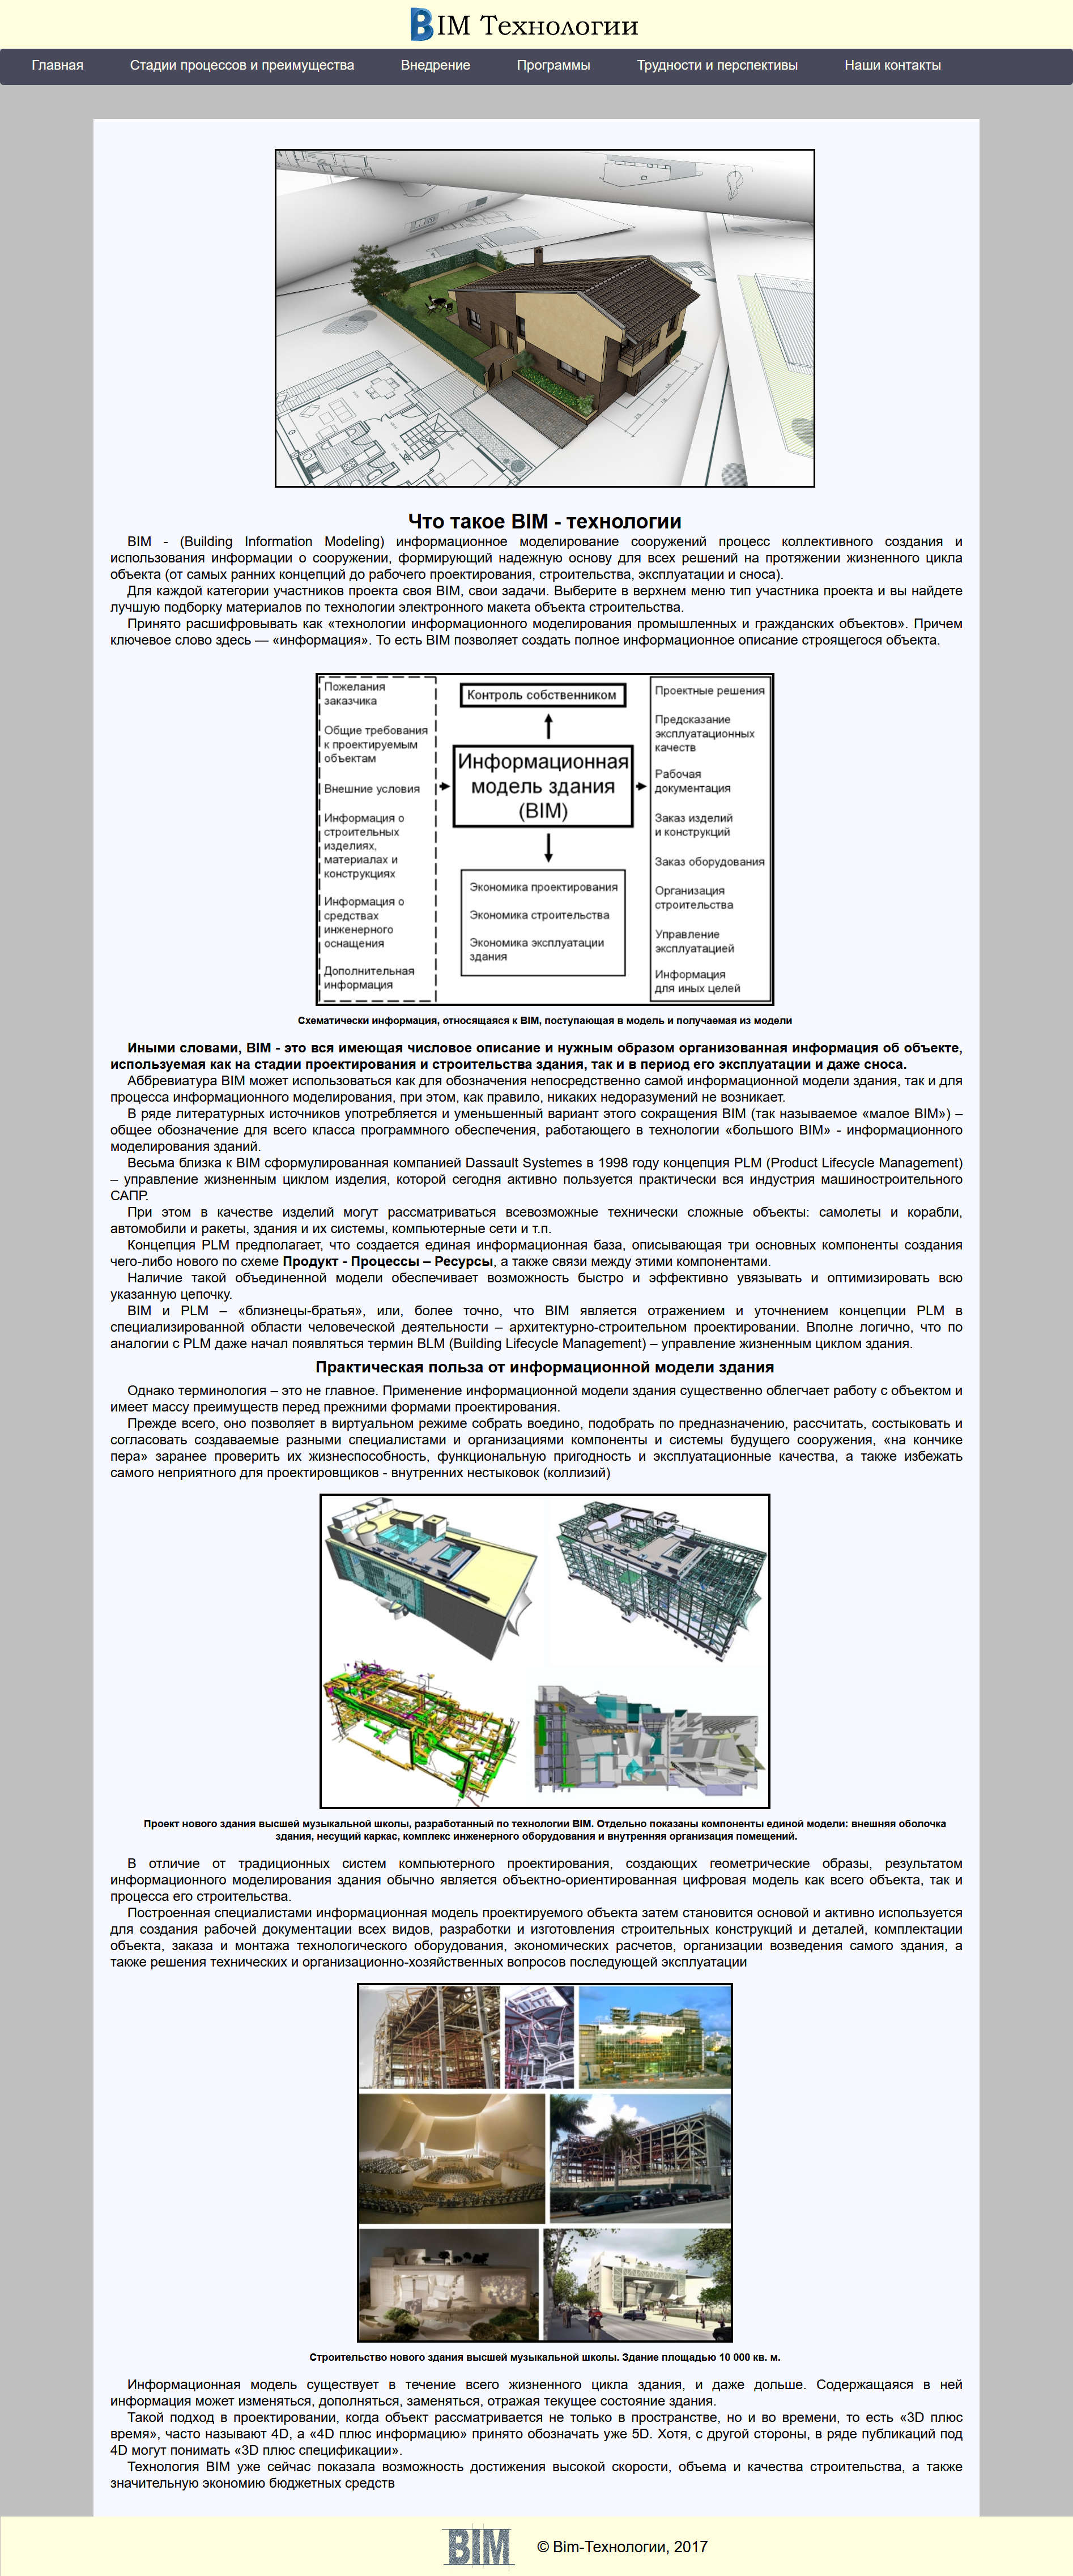 BIM Технологии
Главная Стадии процессов и преимущества Внедрение Программы Трудности и перспективы Наши контакты
Что такое BIM - технологии
BIM - (Building Information Modeling) информационное моделирование сооружений процесс коллективного создания и
использования информации о сооружении, формирующий надежную основу для всех решений на протяжении жизненного цикла
объекта (от самых ранних концепций до рабочего проектирования, строительства, эксплуатации и сноса).
Для каждой категории участников проекта своя BIM, свои задачи. Выберите в верхнем меню тип участника проекта и вы найдете
лучшую подборку материалов по технологии электронного макета объекта строительства.
Принято расшифровывать как «технологии информационного моделирования промышленных и гражданских объектов». Причем
ключевое слово здесь — «информация». То есть BIM позволяет создать полное информационное описание строящегося объекта.
Пожелания
заказчика
Общие требования
к проектируемым
объектам
Внешние условия
Информация о
строительных
изделиях,
материалах и
конструкциях
Информация о
средствах
инженерного
оснащения
Дополнительная
информация
Контроль собственником
Информационная
модель здания
(BIM)
Экономика проектирования
Экономика строительства
Экономика эксплуатации
здания
Проектные решения
Предсказание
эксплуатационных
качеств
Рабочая
документация
Заказ изделий
и конструкций
Заказ оборудования
Организация
строительства
Управление
эксплуатацией
Информация
для иных целей
Схематически информация, относящаяся к BIM, поступающая в модель и получаемая из модели
Иными словами, BIM - это вся имеющая числовое описание и нужным образом организованная информация об объекте,
используемая как на стадии проектирования и строительства здания, так и в период его эксплуатации и даже сноса.
Аббревиатура BIM может использоваться как для обозначения непосредственно самой информационной модели здания, так и для
процесса информационного моделирования, при этом, как правило, никаких недоразумений не возникает.
В ряде литературных источников употребляется и уменьшенный вариант этого сокращения BIM (так называемое «малое BIM») –
общее обозначение для всего класса программного обеспечения, работающего в технологии «большого BIM» - информационного
моделирования зданий.
Весьма близка к BIM сформулированная компанией Dassault Systemes в 1998 году концепция PLM (Product Lifecycle Management)
– управление жизненным циклом изделия, которой сегодня активно пользуется практически вся индустрия машиностроительного
САПР.
При этом в качестве изделий могут рассматриваться всевозможные технически сложные объекты: самолеты и корабли,
автомобили и ракеты, здания и их системы, компьютерные сети и т.п.
Концепция PLM предполагает, что создается единая информационная база, описывающая три основных компоненты создания
чего-либо нового по схеме Продукт - Процессы – Ресурсы, а также связи между этими компонентами.
Наличие такой объединенной модели обеспечивает возможность быстро и эффективно увязывать и оптимизировать всю
указанную цепочку.
BIM и PLM – «близнецы-братья», или, более точно, что BIM является отражением и уточнением концепции PLM в
специализированной области человеческой деятельности – архитектурно-строительном проектировании. Вполне логично, что по
аналогии с PLM даже начал появляться термин BLM (Building Lifecycle Management) – управление жизненным циклом здания.
Практическая польза от информационной модели здания
Однако терминология – это не главное. Применение информационной модели здания существенно облегчает работу с объектом и
имеет массу преимуществ перед прежними формами проектирования.
Прежде всего, оно позволяет в виртуальном режиме собрать воедино, подобрать по предназначению, рассчитать, состыковать и
согласовать создаваемые разными специалистами и организациями компоненты и системы будущего сооружения, «на кончике
пера» заранее проверить их жизнеспособность, функциональную пригодность и эксплуатационные качества, а также избежать
самого неприятного для проектировщиков - внутренних нестыковок (коллизий)
Проект нового здания высшей музыкальной школы, разработанный по технологии BIM. Отдельно показаны компоненты единой модели: внешняя оболочка
здания, несущий каркас, комплекс инженерного оборудования и внутренняя организация помещений.
В отличие от традиционных систем компьютерного проектирования, создающих геометрические образы, результатом
информационного моделирования здания обычно является объектно-ориентированная цифровая модель как всего объекта, так и
процесса его строительства.
Построенная специалистами информационная модель проектируемого объекта затем становится основой и активно используется
для создания рабочей документации всех видов, разработки и изготовления строительных конструкций и деталей, комплектации
объекта, заказа и монтажа технологического оборудования, экономических расчетов, организации возведения самого здания, а
также решения технических и организационно-хозяйственных вопросов последующей эксплуатации
Строительство нового здания высшей музыкальной школы. Здание площадью 10 000 кв. м.
Информационная модель существует в течение всего жизненного цикла здания, и даже дольше. Содержащаяся в ней
информация может изменяться, дополняться, заменяться, отражая текущее состояние здания.
Такой подход в проектировании, когда объект рассматривается не только в пространстве, но и во времени, то есть «3D плюс
время», часто называют 4D, а «4D плюс информацию» принято обозначать уже 5D. Хотя, с другой стороны, в ряде публикаций под
4D могут понимать «3D плюс спецификации».
Технология BIM уже сейчас показала возможность достижения высокой скорости, объема и качества строительства, а также
значительную экономию бюджетных средств
BIM © Bim-Технологии, 2017